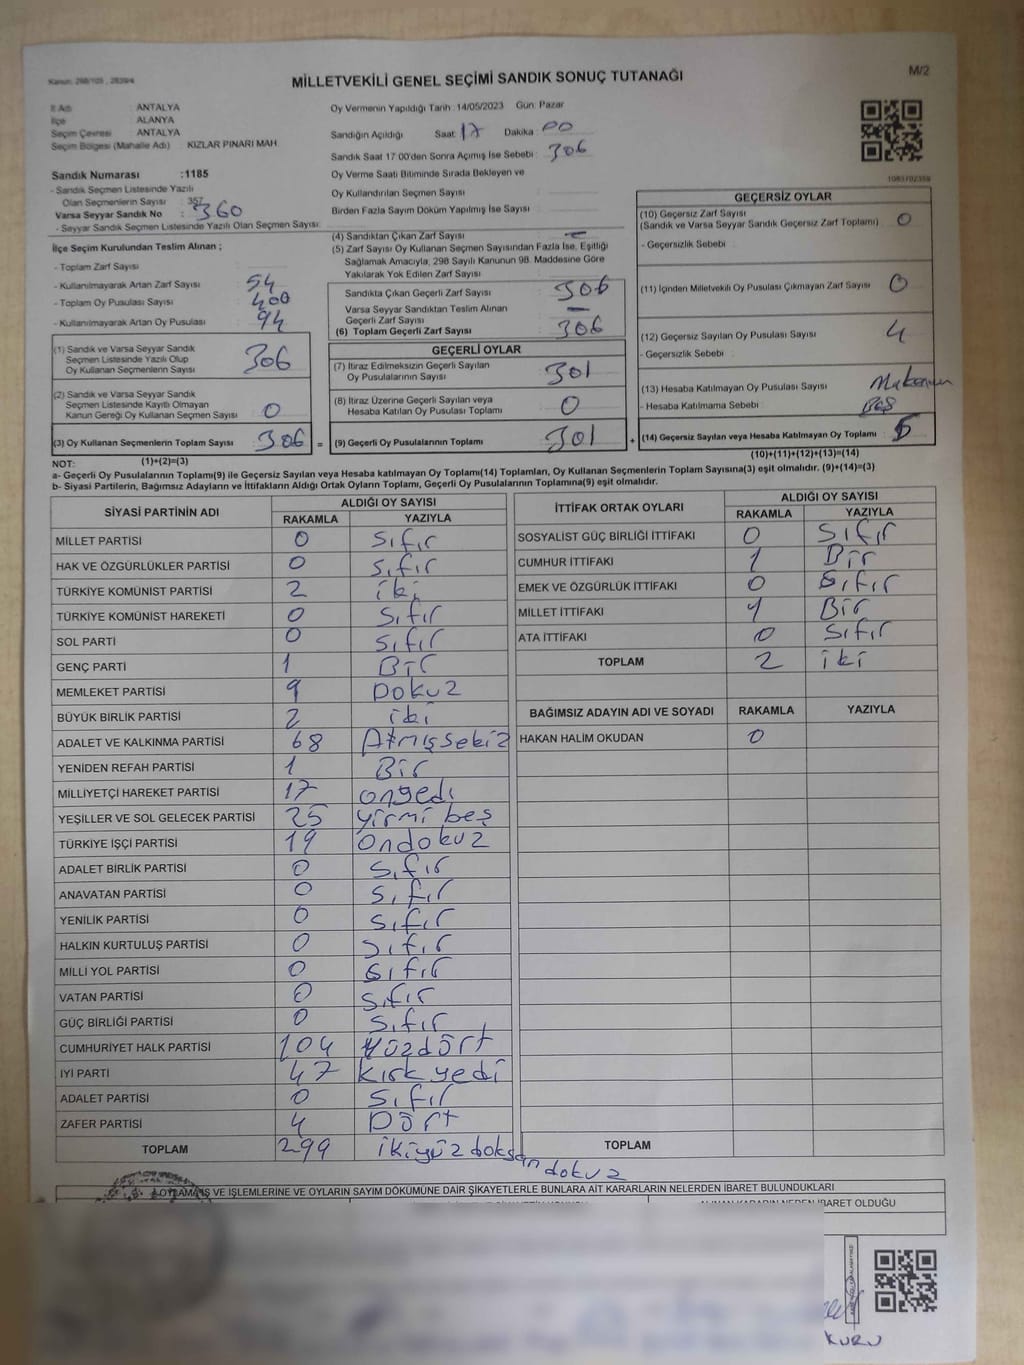 Kanun: 298/105 , 2839/4
MİLLETVEKİLİ GENEL SEÇİMİ SANDIK SONUÇ TUTANAĞI
M/2
İl Adı : ANTALYA
İlçe : ALANYA
Seçim Çevresi : ANTALYA
Seçim Bölgesi (Mahalle Adı) KIZLAR PINARI MAH.
Oy Vermenin Yapıldığı Tarih :14/05/2023 Gün: Pazar
Sandığın Açıldığı Saat: 17 Dakika: 00
Sandık Saat 17:00'den Sonra Açılmış İse Sebebi : 306
Oy Verme Saati Bitiminde Sırada Bekleyen ve
Oy Kullandırılan Seçmen Sayısı :
Birden Fazla Sayım Döküm Yapılmış İse Sayısı :
1083702359
Sandık Numarası :1185
- Sandık Seçmen Listesinde Yazılı
Olan Seçmenlerin Sayısı : 357
Varsa Seyyar Sandık No : 360
- Seyyar Sandık Seçmen Listesinde Yazılı Olan Seçmen Sayısı:
İlçe Seçim Kurulundan Teslim Alınan ;
- Toplam Zarf Sayısı :
- Kullanılmayarak Artan Zarf Sayısı : 54
- Toplam Oy Pusulası Sayısı : 400
- Kullanılmayarak Artan Oy Pusulası : 94
(1) Sandık ve Varsa Seyyar Sandık
Seçmen Listesinde Yazılı Olup
Oy Kullanan Seçmenlerin Sayısı : 306
(2) Sandık ve Varsa Seyyar Sandık
Seçmen Listesinde Kayıtlı Olmayan
Kanun Gereği Oy Kullanan Seçmen Sayısı : 0
(3) Oy Kullanan Seçmenlerin Toplam Sayısı : 306 =
(4) Sandıktan Çıkan Zarf Sayısı :
(5) Zarf Sayısı Oy Kullanan Seçmen Sayısından Fazla İse, Eşitliği
Sağlamak Amacıyla; 298 Sayılı Kanunun 98. Maddesine Göre
Yakılarak Yok Edilen Zarf Sayısı :
Sandıkta Çıkan Geçerli Zarf Sayısı : 306
Varsa Seyyar Sandıktan Teslim Alınan
Geçerli Zarf Sayısı : —
(6) Toplam Geçerli Zarf Sayısı : 306
GEÇERLİ OYLAR
(7) İtiraz Edilmeksizin Geçerli Sayılan
Oy Pusulalarının Sayısı : 301
(8) İtiraz Üzerine Geçerli Sayılan veya
Hesaba Katılan Oy Pusulası Toplamı : 0
(9) Geçerli Oy Pusulalarının Toplamı : 301 +
GEÇERSİZ OYLAR
(10) Geçersiz Zarf Sayısı
(Sandık ve Varsa Seyyar Sandık Geçersiz Zarf Toplamı) : 0
- Geçersizlik Sebebi :
(11) İçinden Milletvekili Oy Pusulası Çıkmayan Zarf Sayısı : 0
(12) Geçersiz Sayılan Oy Pusulası Sayısı : 4
- Geçersizlik Sebebi :
(13) Hesaba Katılmayan Oy Pusulası Sayısı :
- Hesaba Katılmama Sebebi :
(14) Geçersiz Sayılan veya Hesaba Katılmayan Oy Toplamı : 5
NOT: (1)+(2)=(3) (10)+(11)+(12)+(13)=(14)
a- Geçerli Oy Pusulalarının Toplamı(9) ile Geçersiz Sayılan veya Hesaba katılmayan Oy Toplamı(14) Toplamları, Oy Kullanan Seçmenlerin Toplam Sayısına(3) eşit olmalıdır. (9)+(14)=(3)
b- Siyasi Partilerin, Bağımsız Adayların ve İttifakların Aldığı Ortak Oyların Toplamı, Geçerli Oy Pusulalarının Toplamına(9) eşit olmalıdır.
SİYASİ PARTİNİN ADI ALDIĞI OY SAYISI
RAKAMLA YAZIYLA
MİLLET PARTİSİ 0 Sıfır
HAK VE ÖZGÜRLÜKLER PARTİSİ 0 Sıfır
TÜRKİYE KOMÜNİST PARTİSİ 2 iki
TÜRKİYE KOMÜNİST HAREKETİ 0 Sıfır
SOL PARTİ 0 Sıfır
GENÇ PARTİ 1 Bir
MEMLEKET PARTİSİ 9 Dokuz
BÜYÜK BİRLİK PARTİSİ 2 iki
ADALET VE KALKINMA PARTİSİ 68 Atmışsekiz
YENİDEN REFAH PARTİSİ 1 Bir
MİLLİYETÇİ HAREKET PARTİSİ 17 onyedi
YEŞİLLER VE SOL GELECEK PARTİSİ 25 yirmi beş
TÜRKİYE İŞÇİ PARTİSİ 19 Ondokuz
ADALET BİRLİK PARTİSİ 0 Sıfır
ANAVATAN PARTİSİ 0 Sıfır
YENİLİK PARTİSİ 0 Sıfır
HALKIN KURTULUŞ PARTİSİ 0 Sıfır
MİLLİ YOL PARTİSİ 0 Sıfır
VATAN PARTİSİ 0 Sıfır
GÜÇ BİRLİĞİ PARTİSİ 0 Sıfır
CUMHURİYET HALK PARTİSİ 104 Yüzdört
İYİ PARTİ 47 Kırkyedi
ADALET PARTİSİ 0 Sıfır
ZAFER PARTİSİ 4 Dört
TOPLAM 299 ikiyüzdoksandokuz
İTTİFAK ORTAK OYLARI ALDIĞI OY SAYISI
RAKAMLA YAZIYLA
SOSYALİST GÜÇ BİRLİĞİ İTTİFAKI 0 Sıfır
CUMHUR İTTİFAKI 1 Bir
EMEK VE ÖZGÜRLÜK İTTİFAKI 0 Sıfır
MİLLET İTTİFAKI 1 Bir
ATA İTTİFAKI 0 Sıfır
TOPLAM 2 iki
BAĞIMSIZ ADAYIN ADI VE SOYADI RAKAMLA YAZIYLA
HAKAN HALİM OKUDAN 0
TOPLAM
OYLAMA İŞ VE İŞLEMLERİNE VE OYLARIN SAYIM DÖKÜMÜNE DAİR ŞİKAYETLERLE BUNLARA AİT KARARLARIN NELERDEN İBARET BULUNDUKLARI
KURU